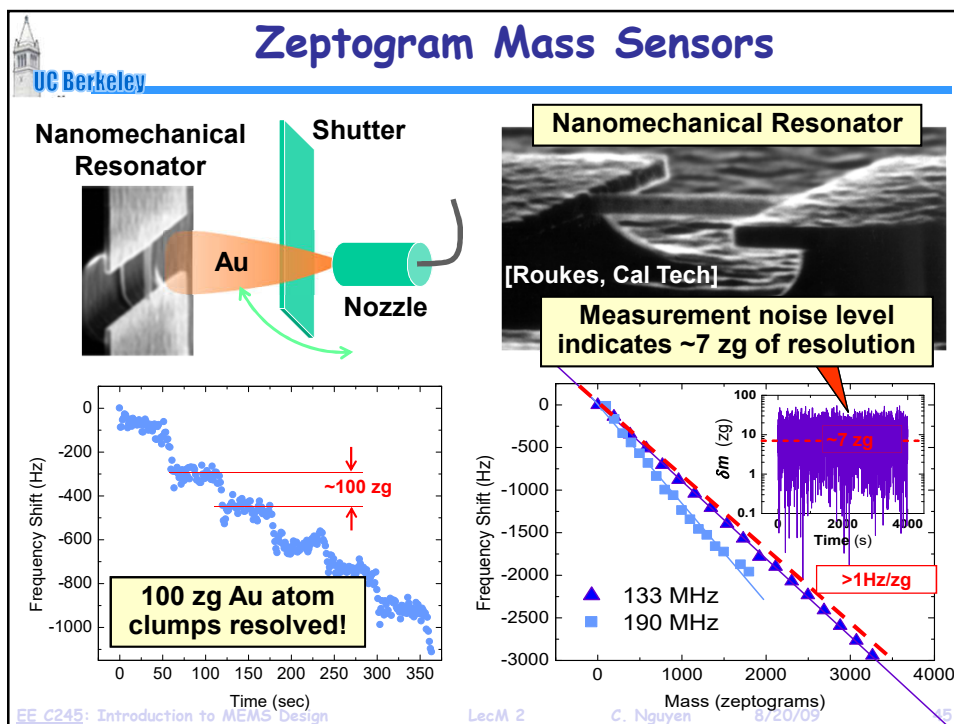 Zeptogram Mass Sensors
UC Berkeley
Nanomechanical
Resonator
Shutter
Au
Nozzle
Nanomechanical Resonator
[Roukes, Cal Tech]
Measurement noise level
indicates ~7 zg of resolution
0
-200
-400
-600
-800
-1000
Frequency Shift (Hz)
~100 zg
100 zg Au atom
clumps resolved!
0 50 100 150 200 250 300 350
Time (sec)
0
-500
-1000
-1500
-2000
-2500
-3000
Frequency Shift (Hz)
100
10
1
0.1
δm (zg)
~7 zg
0 2000 4000
Time (s)
>1Hz/zg
133 MHz
190 MHz
0 1000 2000 3000 4000
Mass (zeptograms)
EE C245: Introduction to MEMS Design LecM 2 C. Nguyen 8/20/09 45